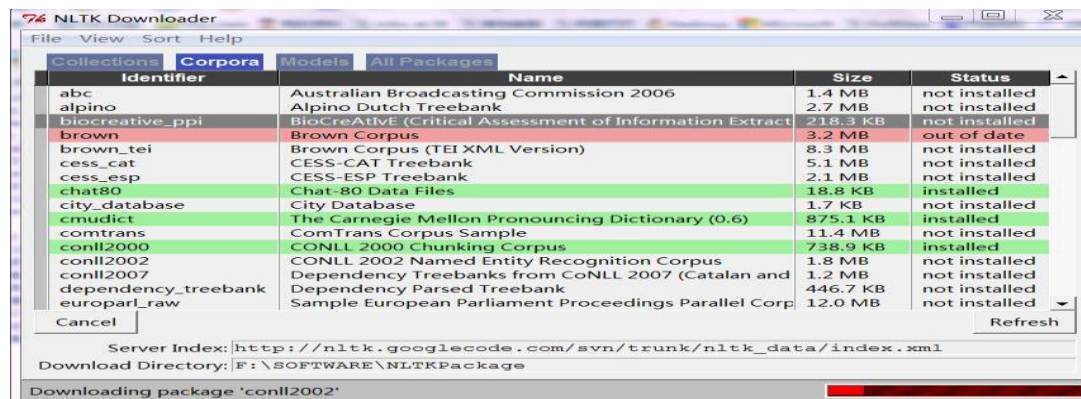 NLTK Downloader
File View Sort Help
Collections Corpora Models All Packages
Identifier Name Size Status
abc Australian Broadcasting Commission 2006 1.4 MB not installed
alpino Alpino Dutch Treebank 2.7 MB not installed
biocreative_ppi BioCreAtIvE (Critical Assessment of Information Extract 218.3 KB not installed
brown Brown Corpus 3.2 MB out of date
brown_tei Brown Corpus (TEI XML Version) 8.3 MB not installed
cess_cat CESS-CAT Treebank 5.1 MB not installed
cess_esp CESS-ESP Treebank 2.1 MB not installed
chat80 Chat-80 Data Files 18.8 KB installed
city_database City Database 1.7 KB not installed
cmudict The Carnegie Mellon Pronouncing Dictionary (0.6) 875.1 KB installed
comtrans ComTrans Corpus Sample 11.4 MB not installed
conll2000 CONLL 2000 Chunking Corpus 738.9 KB installed
conll2002 CONLL 2002 Named Entity Recognition Corpus 1.8 MB not installed
conll2007 Dependency Treebanks from CoNLL 2007 (Catalan and 1.2 MB not installed
dependency_treebank Dependency Parsed Treebank 446.7 KB not installed
europarl_raw Sample European Parliament Proceedings Parallel Corp 12.0 MB not installed
Cancel Refresh
Server Index: http://nltk.googlecode.com/svn/trunk/nltk_data/index.xml
Download Directory: F:\SOFTWARE\NLTKPackage
Downloading package 'conll2002'